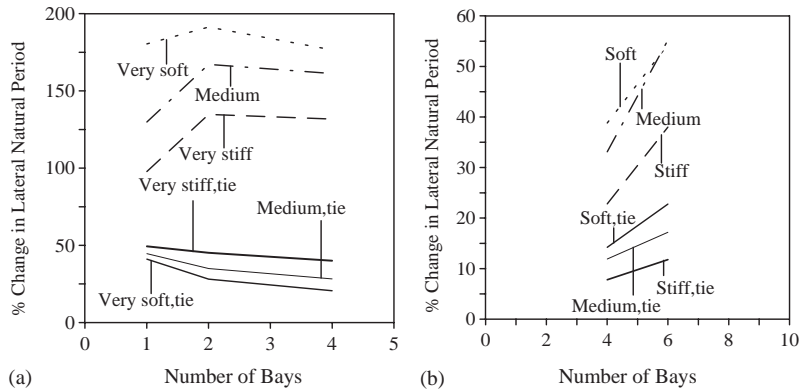 % Change in Lateral Natural Period
200
150
100
50
0
0
1
2
3
4
5
Very soft
Medium
Very stiff
Very stiff,tie
Medium,tie
Very soft,tie
(a)
Number of Bays
% Change in Lateral Natural Period
60
50
40
30
20
10
0
0
2
4
6
8
10
Soft
Medium
Stiff
Soft,tie
Stiff,tie
Medium,tie
(b)
Number of Bays